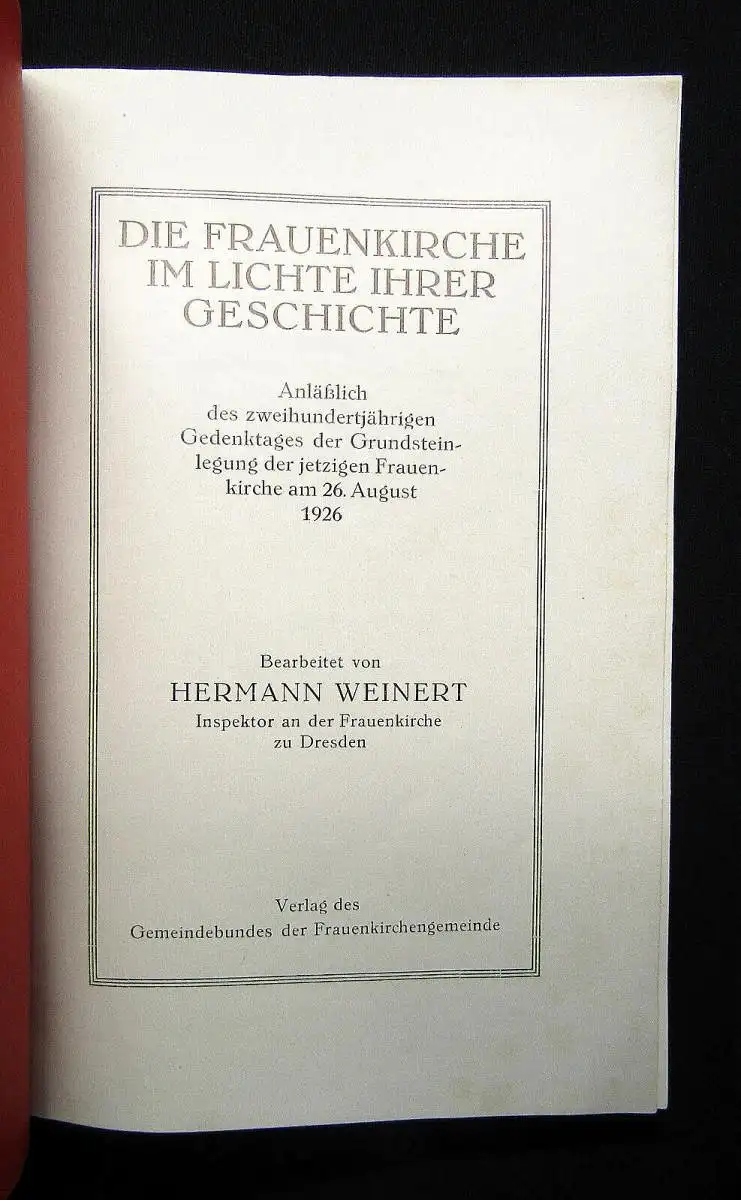 DIE FRAUENKIRCHE
IM LICHTE IHRER
GESCHICHTE
Anläßlich
des zweihundertjährigen
Gedenktages der Grundstein-
legung der jetzigen Frauen-
kirche am 26. August
1926
Bearbeitet von
HERMANN WEINERT
Inspektor an der Frauenkirche
zu Dresden
Verlag des
Gemeindebundes der Frauenkirchengemeinde